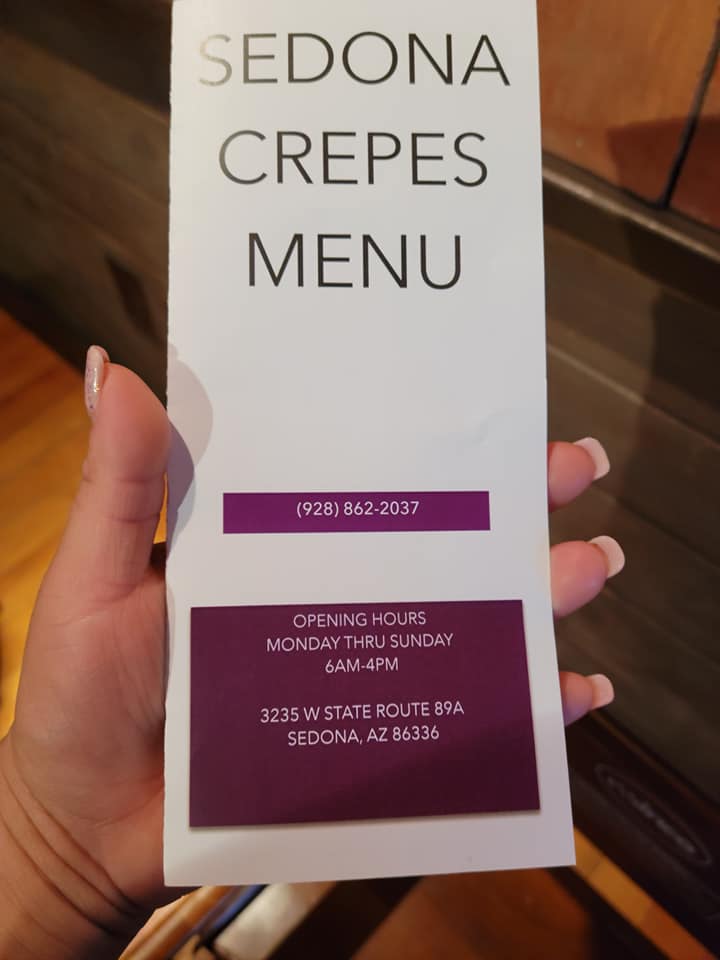 SEDONA
CREPES
MENU
(928) 862-2037
OPENING HOURS
MONDAY THRU SUNDAY
6AM-4PM
3235 W STATE ROUTE 89A
SEDONA, AZ 86336